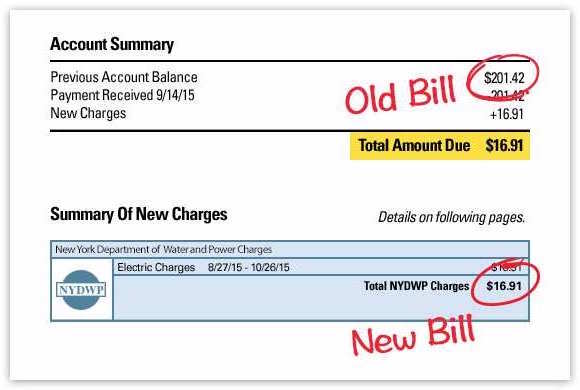 Account Summary
Previous Account Balance $201.42
Payment Received 9/14/15 -201.42
New Charges +16.91
Old Bill
Total Amount Due $16.91
Summary Of New Charges Details on following pages.
New York Department of Water and Power Charges
Electric Charges 8/27/15 - 10/26/15 $16.91
NYDWP
Total NYDWP Charges $16.91
New Bill